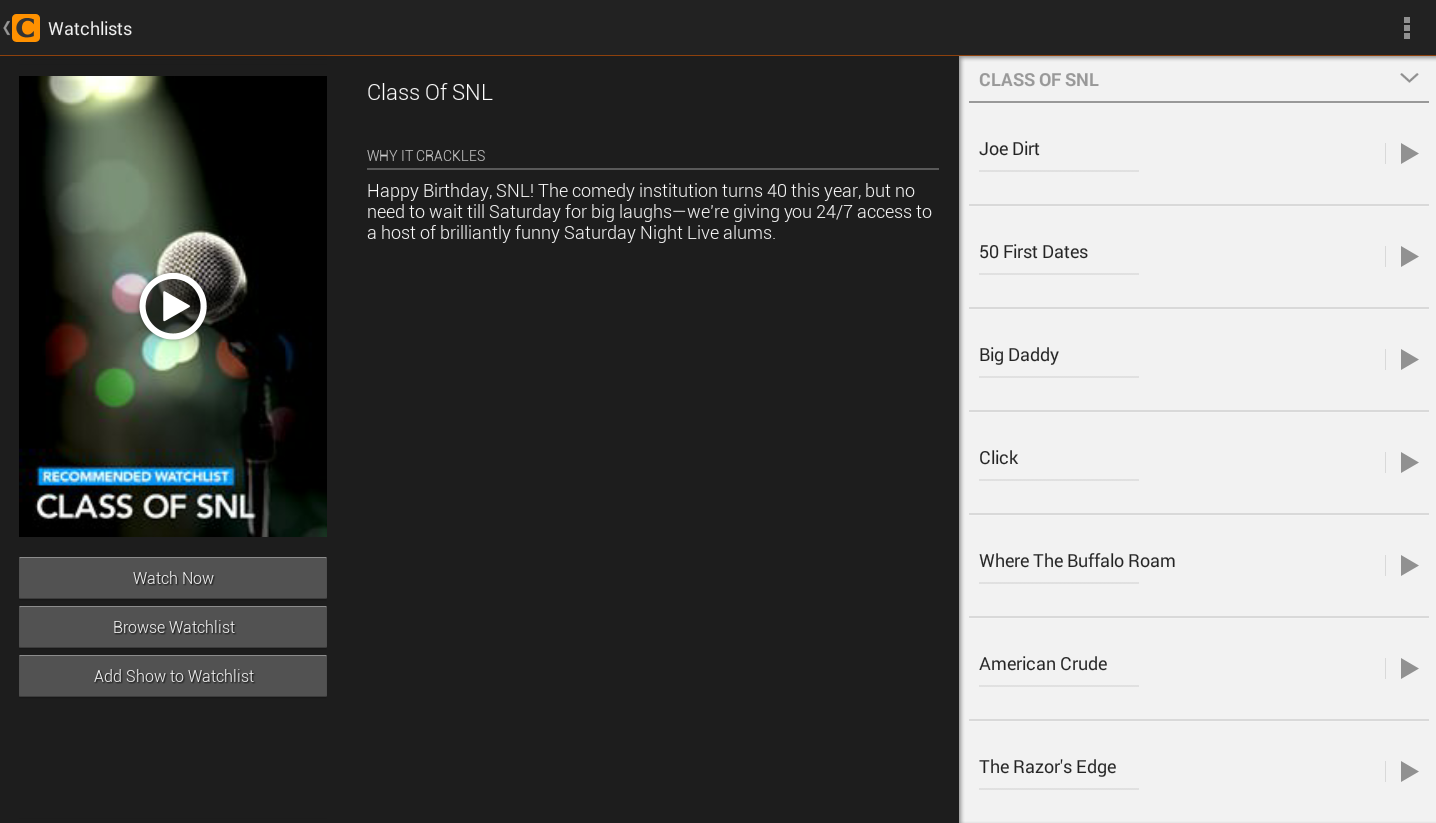 C Watchlists
RECOMMENDED WATCHLIST
CLASS OF SNL
Watch Now
Browse Watchlist
Add Show to Watchlist
Class Of SNL
WHY IT CRACKLES
Happy Birthday, SNL! The comedy institution turns 40 this year, but no
need to wait till Saturday for big laughs—we're giving you 24/7 access to
a host of brilliantly funny Saturday Night Live alums.
CLASS OF SNL
Joe Dirt
50 First Dates
Big Daddy
Click
Where The Buffalo Roam
American Crude
The Razor's Edge